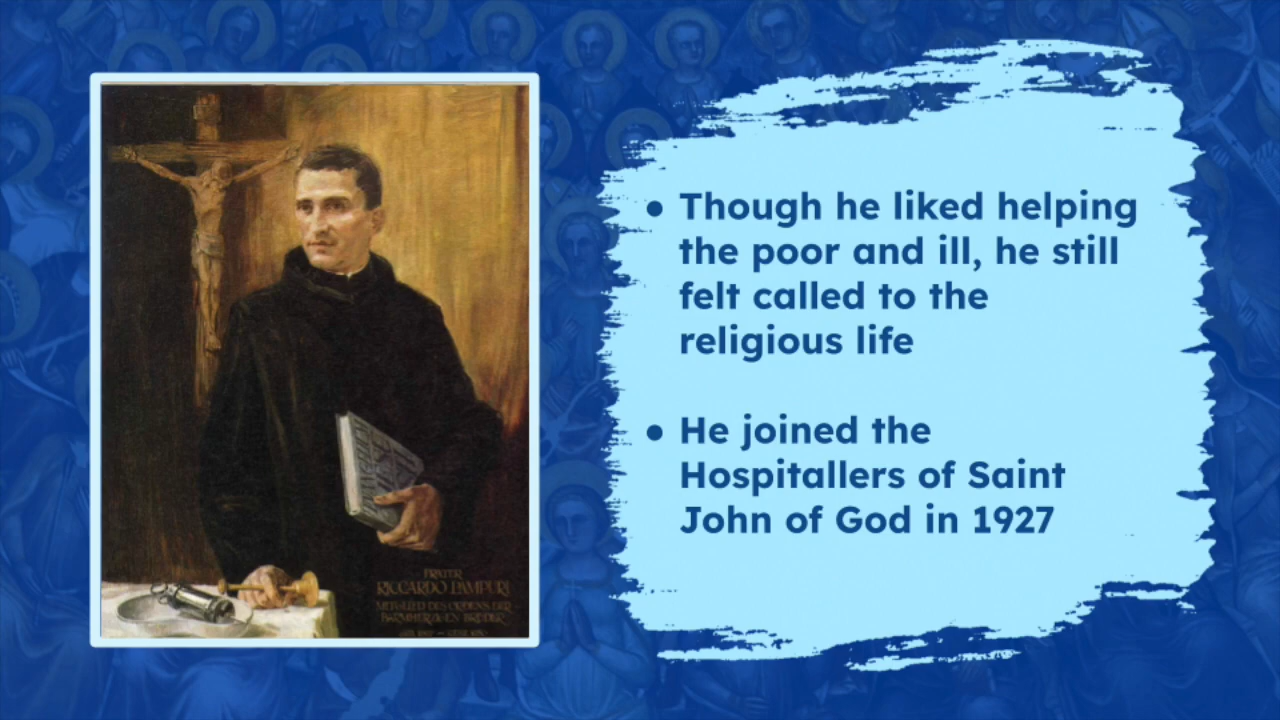 • Though he liked helping
the poor and ill, he still
felt called to the
religious life
• He joined the
Hospitallers of Saint
John of God in 1927
FRATER
RICCARDO PAMPURI
MITGLIED DES ORDENS DER
BARMHERZIGEN BRÜDER